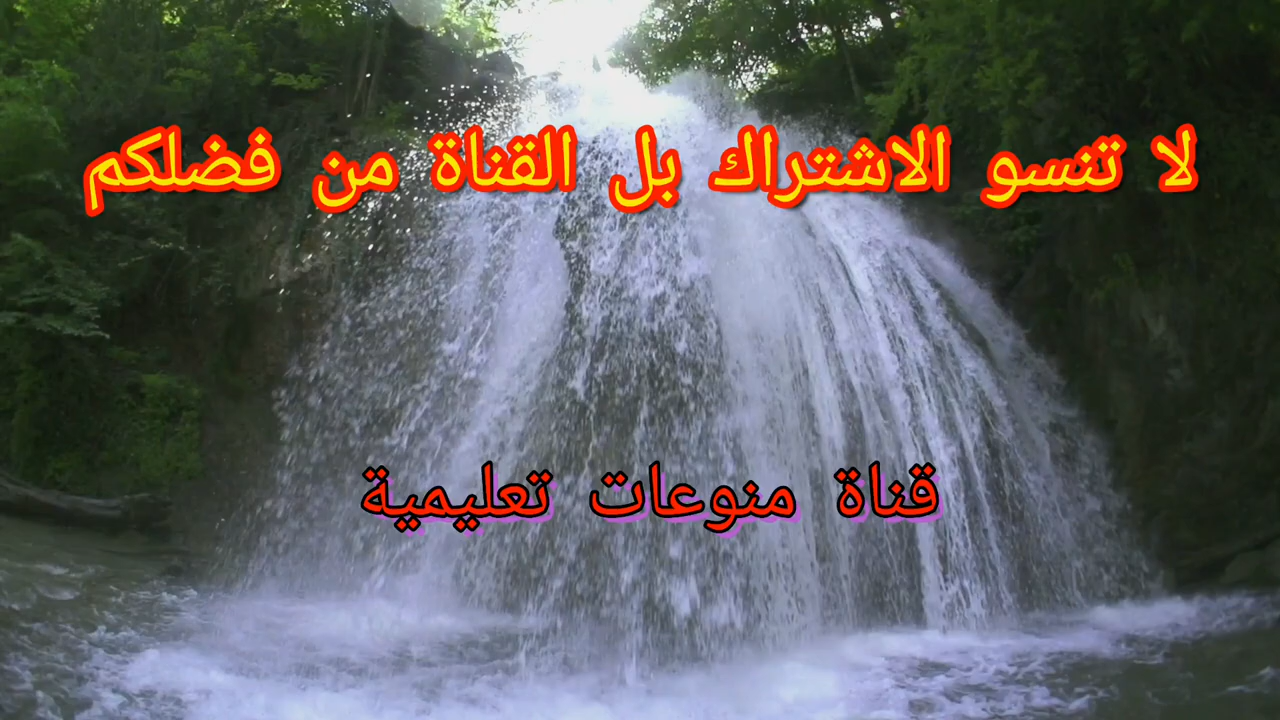 لا تنسو الاشتراك بل القناة من فضلكم
قناة منوعات تعليمية